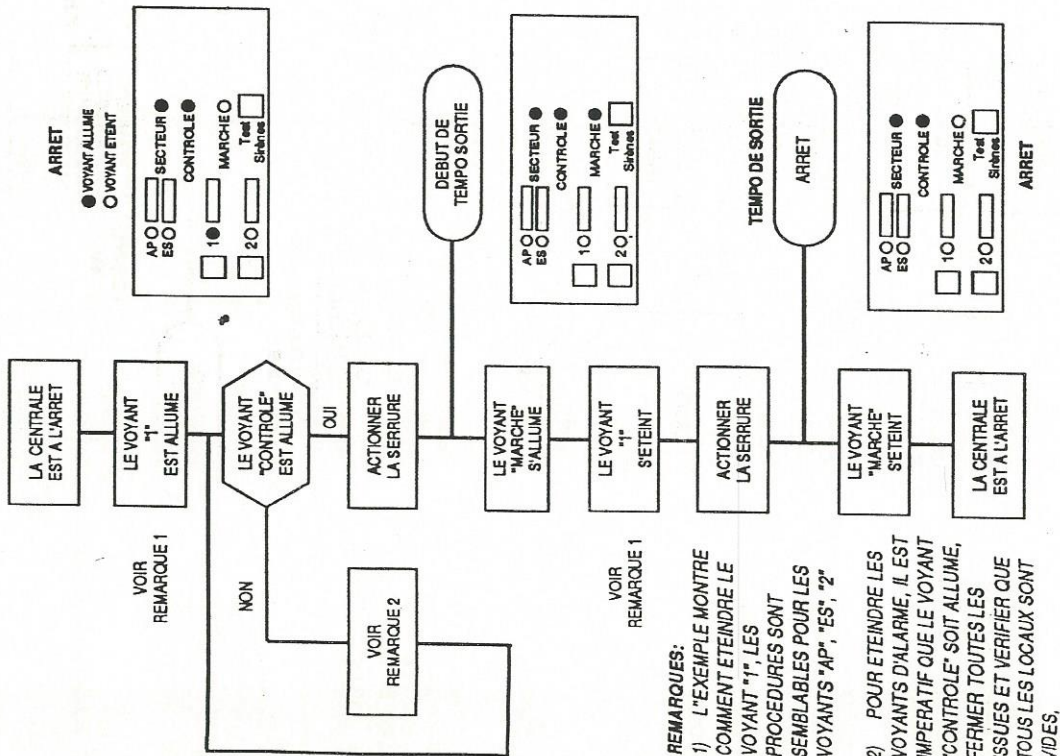 ARRET
● VOYANT ALLUME
O VOYANT ETEINT
AP
ES
SECTEUR
CONTROLE
1
MARCHE
2
Test
Sirènes
LA CENTRALE
EST A L'ARRET
VOIR
REMARQUE 1
LE VOYANT
"1"
EST ALLUME
LE VOYANT
"CONTROLE"
EST ALLUME
NON
OUI
VOIR
REMARQUE 2
ACTIONNER
LA SERRURE
DEBUT DE
TEMPO SORTIE
AP
ES
SECTEUR
CONTROLE
1
MARCHE
2
Test
Sirènes
LE VOYANT
"MARCHE"
S'ALLUME
VOIR
REMARQUE 1
LE VOYANT
"1"
S'ETEINT
ACTIONNER
LA SERRURE
TEMPO DE SORTIE
ARRET
LE VOYANT
"MARCHE"
S'ETEINT
LA CENTRALE
EST A L'ARRET
AP
ES
SECTEUR
CONTROLE
1
MARCHE
2
Test
Sirènes
ARRET
REMARQUES:
1) L"EXEMPLE MONTRE
COMMENT ETEINDRE LE
VOYANT "1", LES
PROCEDURES SONT
SEMBLABLES POUR LES
VOYANTS "AP", "ES", "2"
2) POUR ETEINDRE LES
VOYANTS D'ALARME, IL EST
IMPERATIF QUE LE VOYANT
"CONTROLE" SOIT ALLUME,
FERMER TOUTES LES
ISSUES ET VERIFIER QUE
TOUS LES LOCAUX SONT
VIDES,